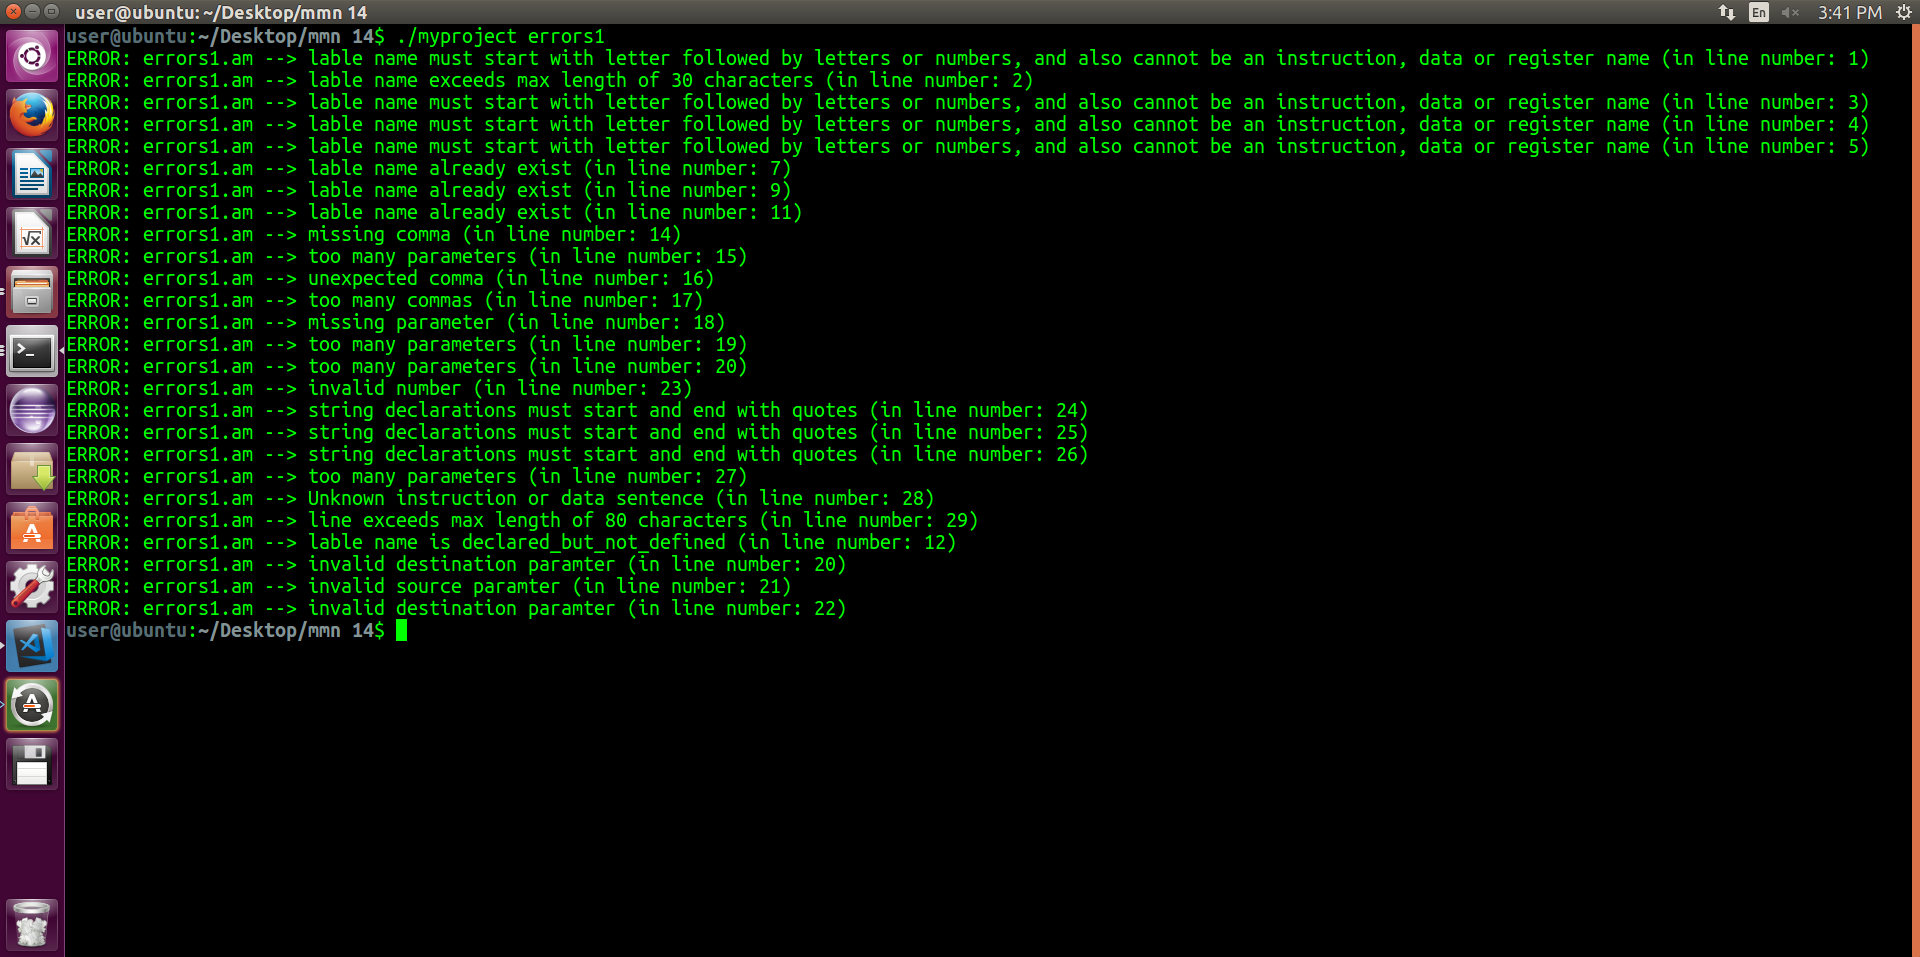 user@ubuntu: ~/Desktop/mmn 14
En
3:41 PM
user@ubuntu:~/Desktop/mmn 14$ ./myproject errors1
ERROR: errors1.am --> lable name must start with letter followed by letters or numbers, and also cannot be an instruction, data or register name (in line number: 1)
ERROR: errors1.am --> lable name exceeds max length of 30 characters (in line number: 2)
ERROR: errors1.am --> lable name must start with letter followed by letters or numbers, and also cannot be an instruction, data or register name (in line number: 3)
ERROR: errors1.am --> lable name must start with letter followed by letters or numbers, and also cannot be an instruction, data or register name (in line number: 4)
ERROR: errors1.am --> lable name must start with letter followed by letters or numbers, and also cannot be an instruction, data or register name (in line number: 5)
ERROR: errors1.am --> lable name already exist (in line number: 7)
ERROR: errors1.am --> lable name already exist (in line number: 9)
ERROR: errors1.am --> lable name already exist (in line number: 11)
ERROR: errors1.am --> missing comma (in line number: 14)
ERROR: errors1.am --> too many parameters (in line number: 15)
ERROR: errors1.am --> unexpected comma (in line number: 16)
ERROR: errors1.am --> too many commas (in line number: 17)
ERROR: errors1.am --> missing parameter (in line number: 18)
ERROR: errors1.am --> too many parameters (in line number: 19)
ERROR: errors1.am --> too many parameters (in line number: 20)
ERROR: errors1.am --> invalid number (in line number: 23)
ERROR: errors1.am --> string declarations must start and end with quotes (in line number: 24)
ERROR: errors1.am --> string declarations must start and end with quotes (in line number: 25)
ERROR: errors1.am --> string declarations must start and end with quotes (in line number: 26)
ERROR: errors1.am --> too many parameters (in line number: 27)
ERROR: errors1.am --> Unknown instruction or data sentence (in line number: 28)
ERROR: errors1.am --> line exceeds max length of 80 characters (in line number: 29)
ERROR: errors1.am --> lable name is declared_but_not_defined (in line number: 12)
ERROR: errors1.am --> invalid destination paramter (in line number: 20)
ERROR: errors1.am --> invalid source paramter (in line number: 21)
ERROR: errors1.am --> invalid destination paramter (in line number: 22)
user@ubuntu:~/Desktop/mmn 14$